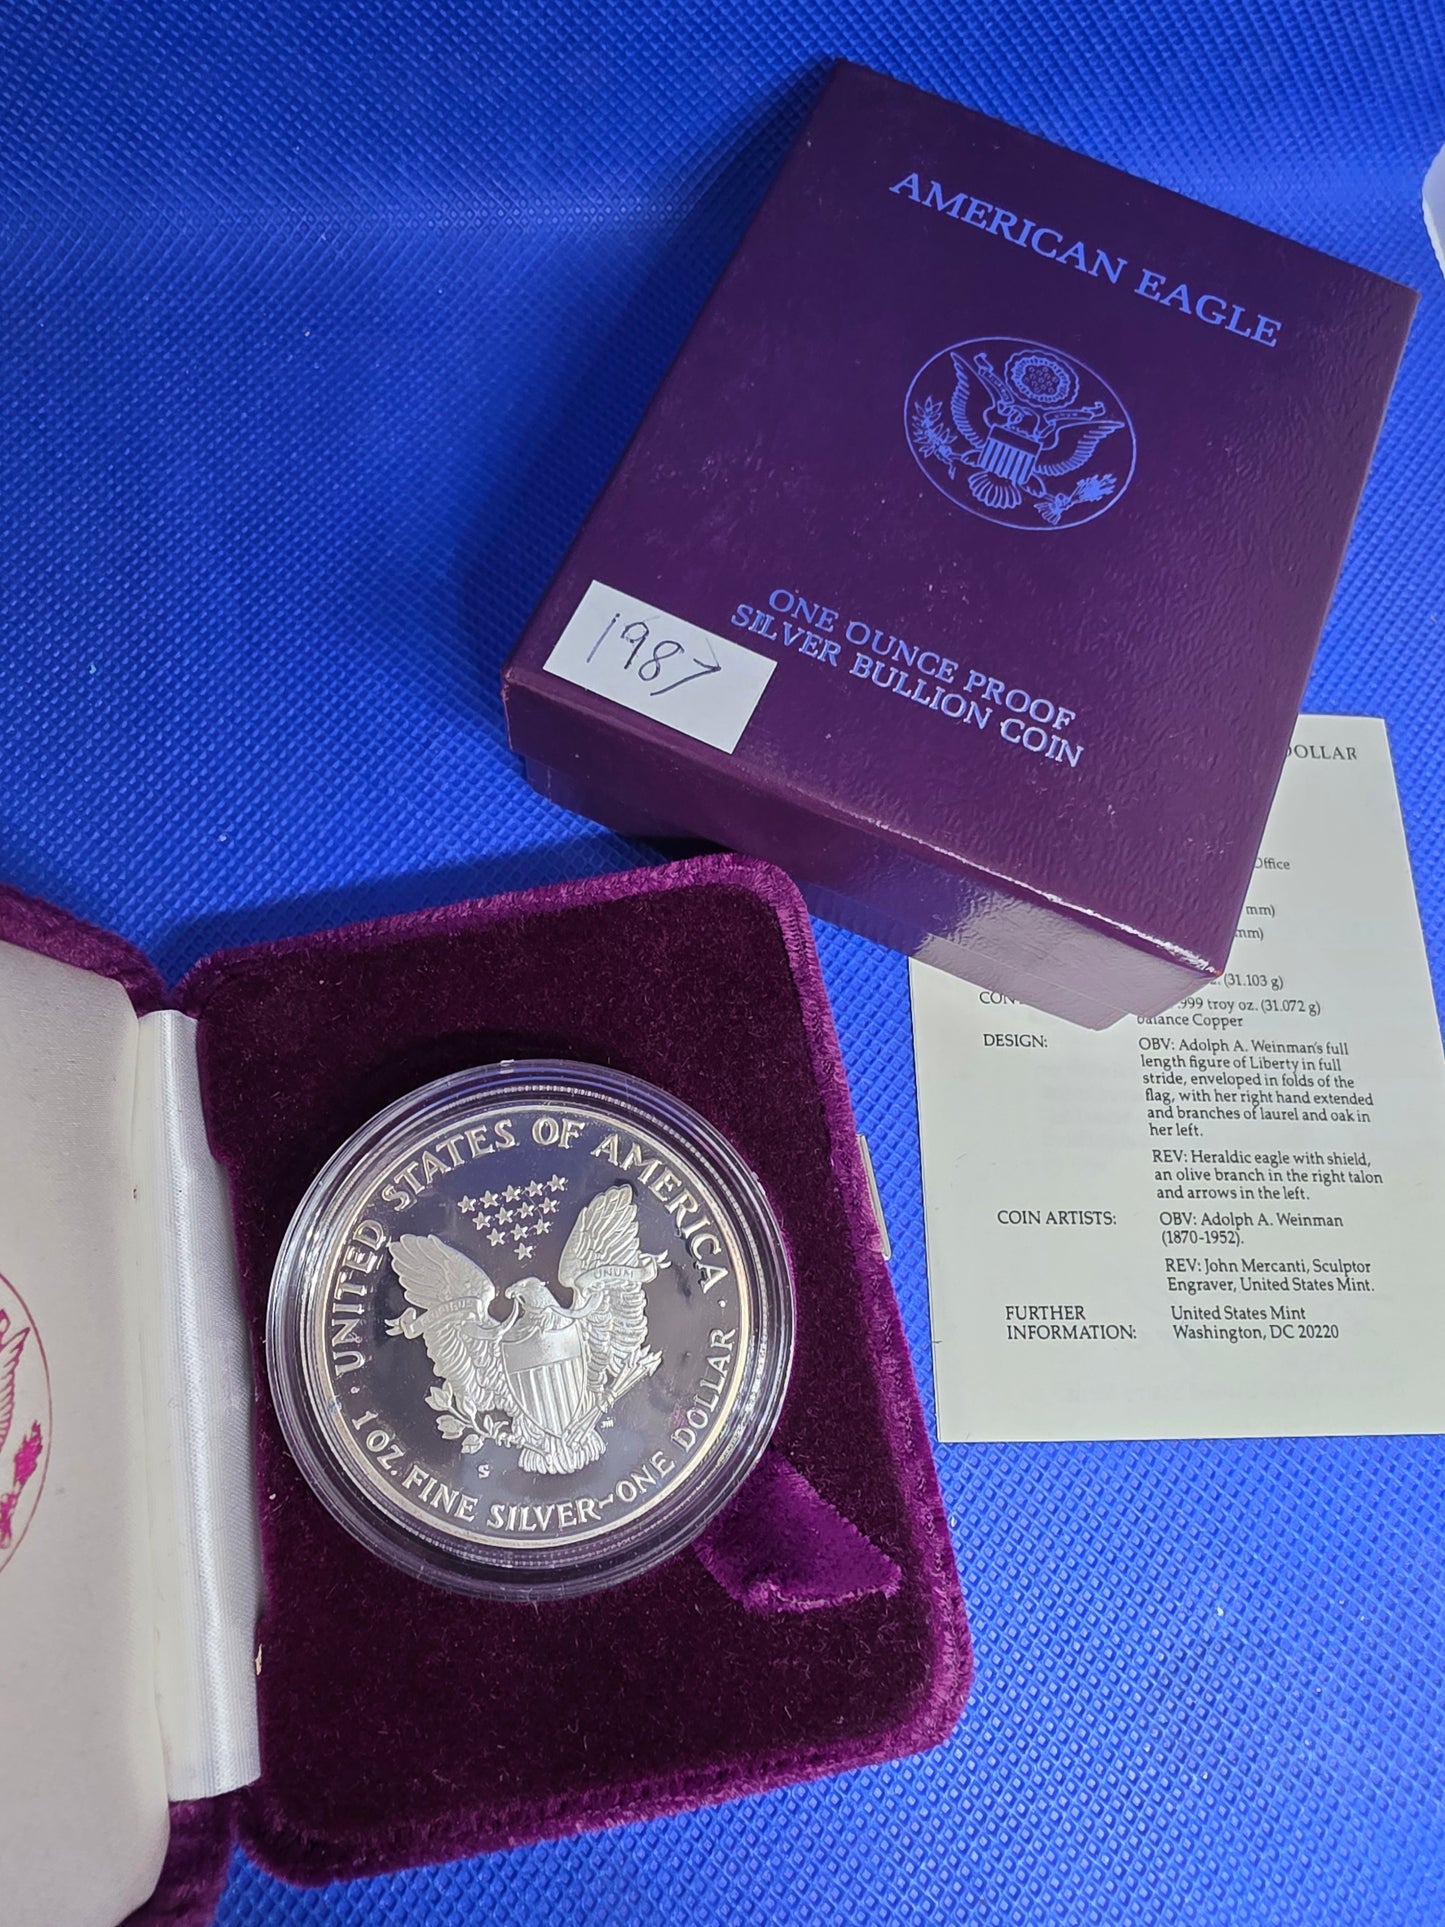 AMERICAN EAGLE
ONE OUNCE PROOF
SILVER BULLION COIN
1987
DOLLAR
Office
mm)
mm)
(31.103 g)
.999 troy oz. (31.072 g)
balance Copper
DESIGN: OBV: Adolph A. Weinman's full
length figure of Liberty in full
stride, enveloped in folds of the
flag, with her right hand extended
and branches of laurel and oak in
her left.
REV: Heraldic eagle with shield,
an olive branch in the right talon
and arrows in the left.
COIN ARTISTS: OBV: Adolph A. Weinman
(1870-1952).
REV: John Mercanti, Sculptor
Engraver, United States Mint.
FURTHER INFORMATION: United States Mint
Washington, DC 20220
UNITED STATES OF AMERICA
UNUM
S
1 OZ. FINE SILVER~ONE DOLLAR